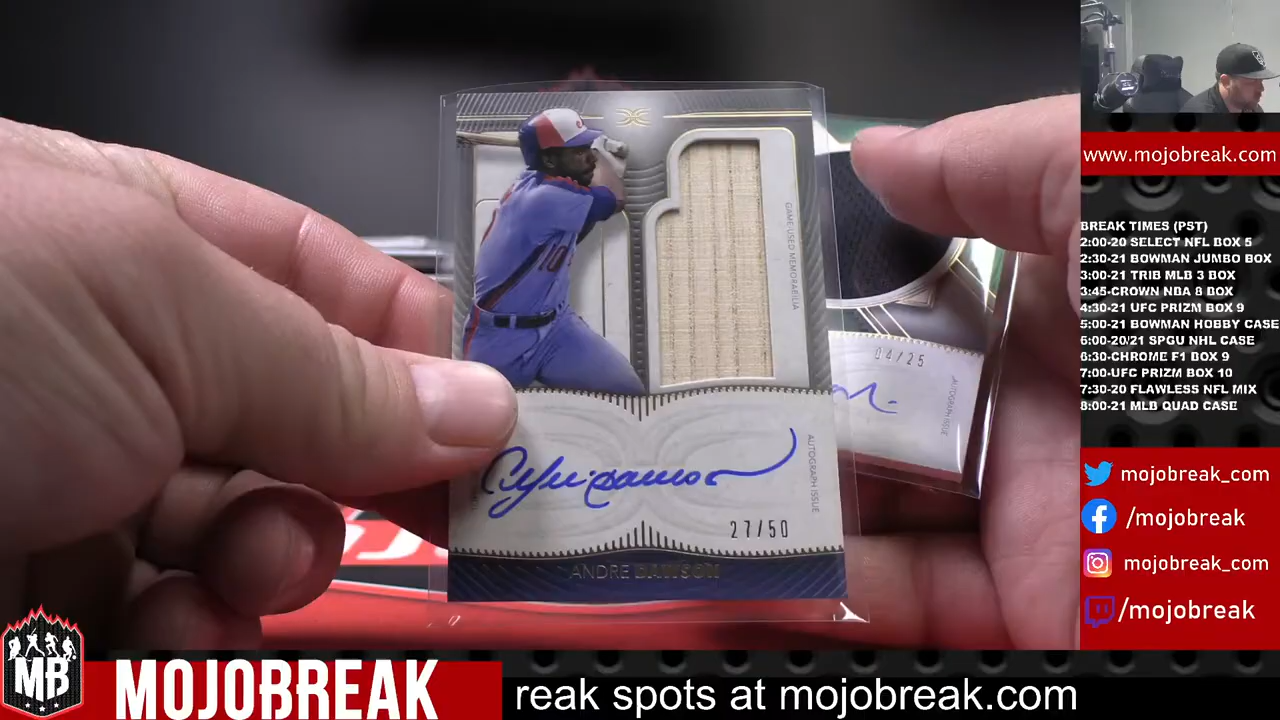 GAME-USED MEMORABILIA
10
AUTOGRAPH ISSUE
27/50
ANDRE DAWSON
04/25
AUTOGRAPH ISSUE
www.mojobreak.com
BREAK TIMES (PST)
2:00-20 SELECT NFL BOX 5
2:30-21 BOWMAN JUMBO BOX
3:00-21 TRIB MLB 3 BOX
3:45-CROWN NBA 8 BOX
4:30-21 UFC PRIZM BOX 9
5:00-21 BOWMAN HOBBY CASE
6:00-20/21 SPGU NHL CASE
6:30-CHROME F1 BOX 9
7:00-UFC PRIZM BOX 10
7:30-20 FLAWLESS NFL MIX
8:00-21 MLB QUAD CASE
mojobreak.com_
/mojobreak
mojobreak_com
/mojobreak
MB
MOJOBREAK
reak spots at mojobreak.com